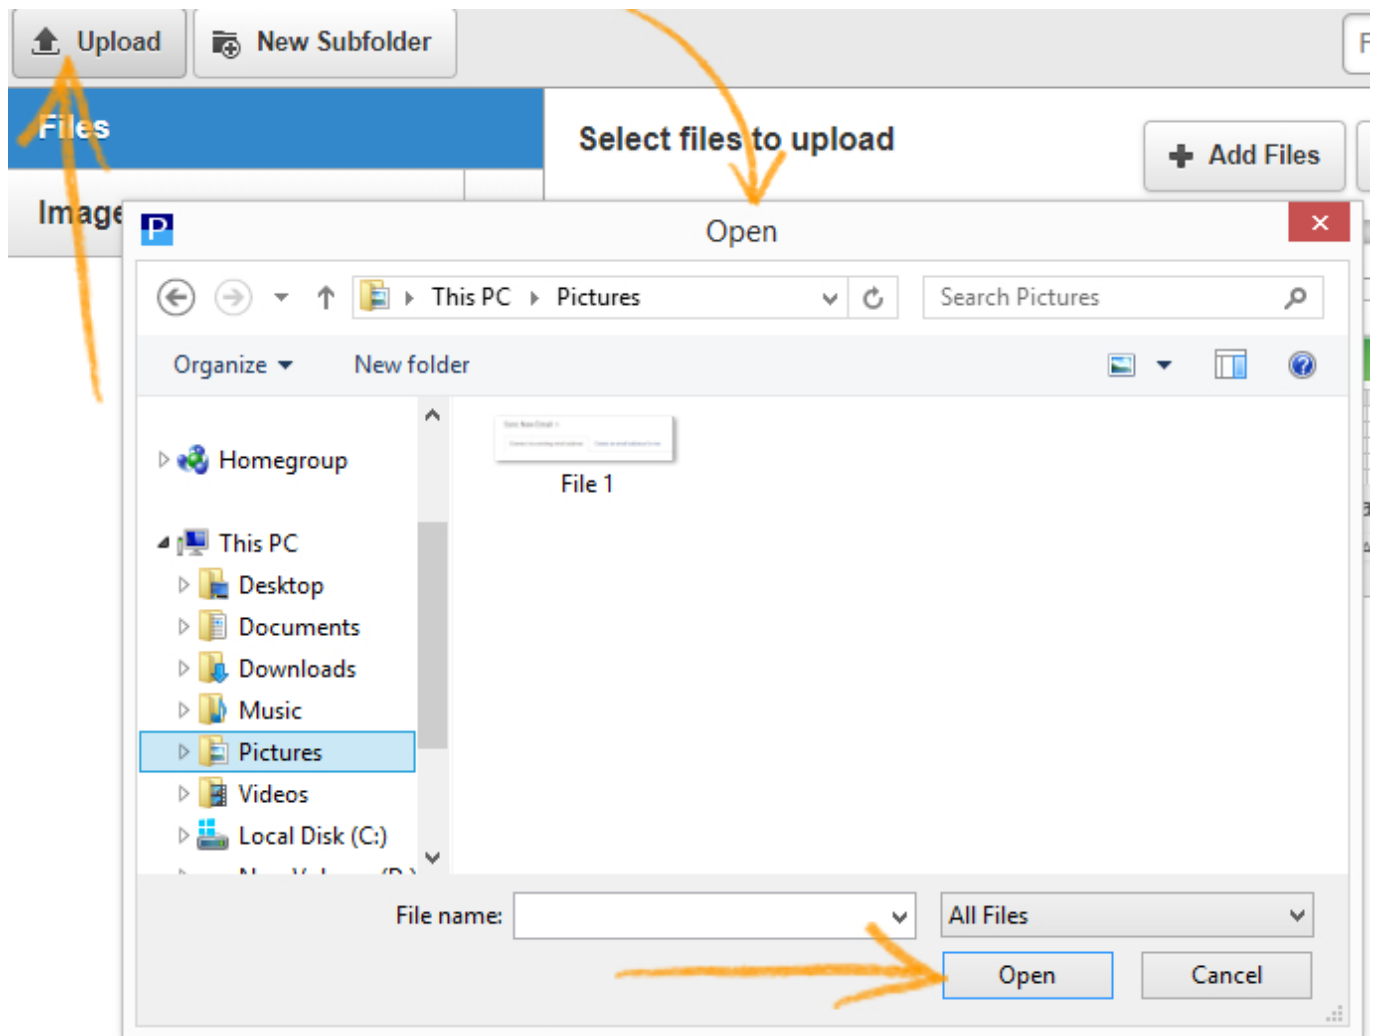 Upload New Subfolder
Files
Select files to upload
Add Files
Image
P Open
This PC Pictures
Search Pictures
Organize New folder
Homegroup
File 1
This PC
Desktop
Documents
Downloads
Music
Pictures
Videos
Local Disk (C:)
File name:
All Files
Open Cancel